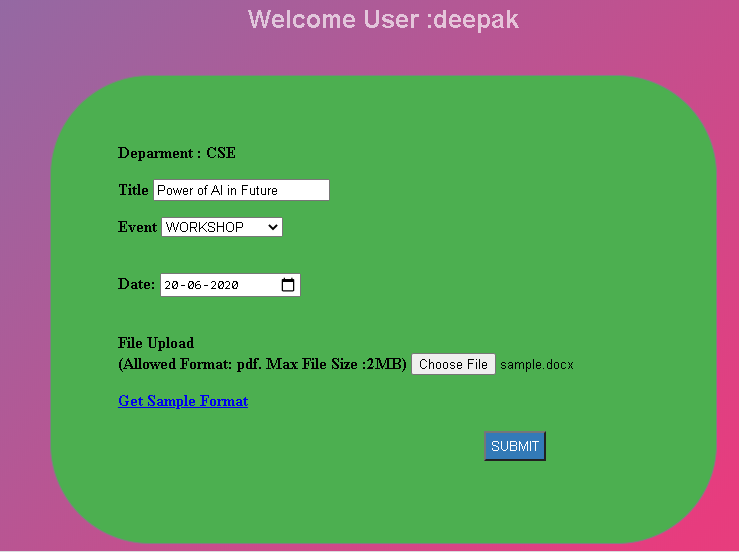 Welcome User :deepak
Deparment : CSE
Title Power of AI in Future
Event WORKSHOP
Date: 20-06-2020
File Upload
(Allowed Format: pdf. Max File Size :2MB) Choose File sample.docx
Get Sample Format
SUBMIT